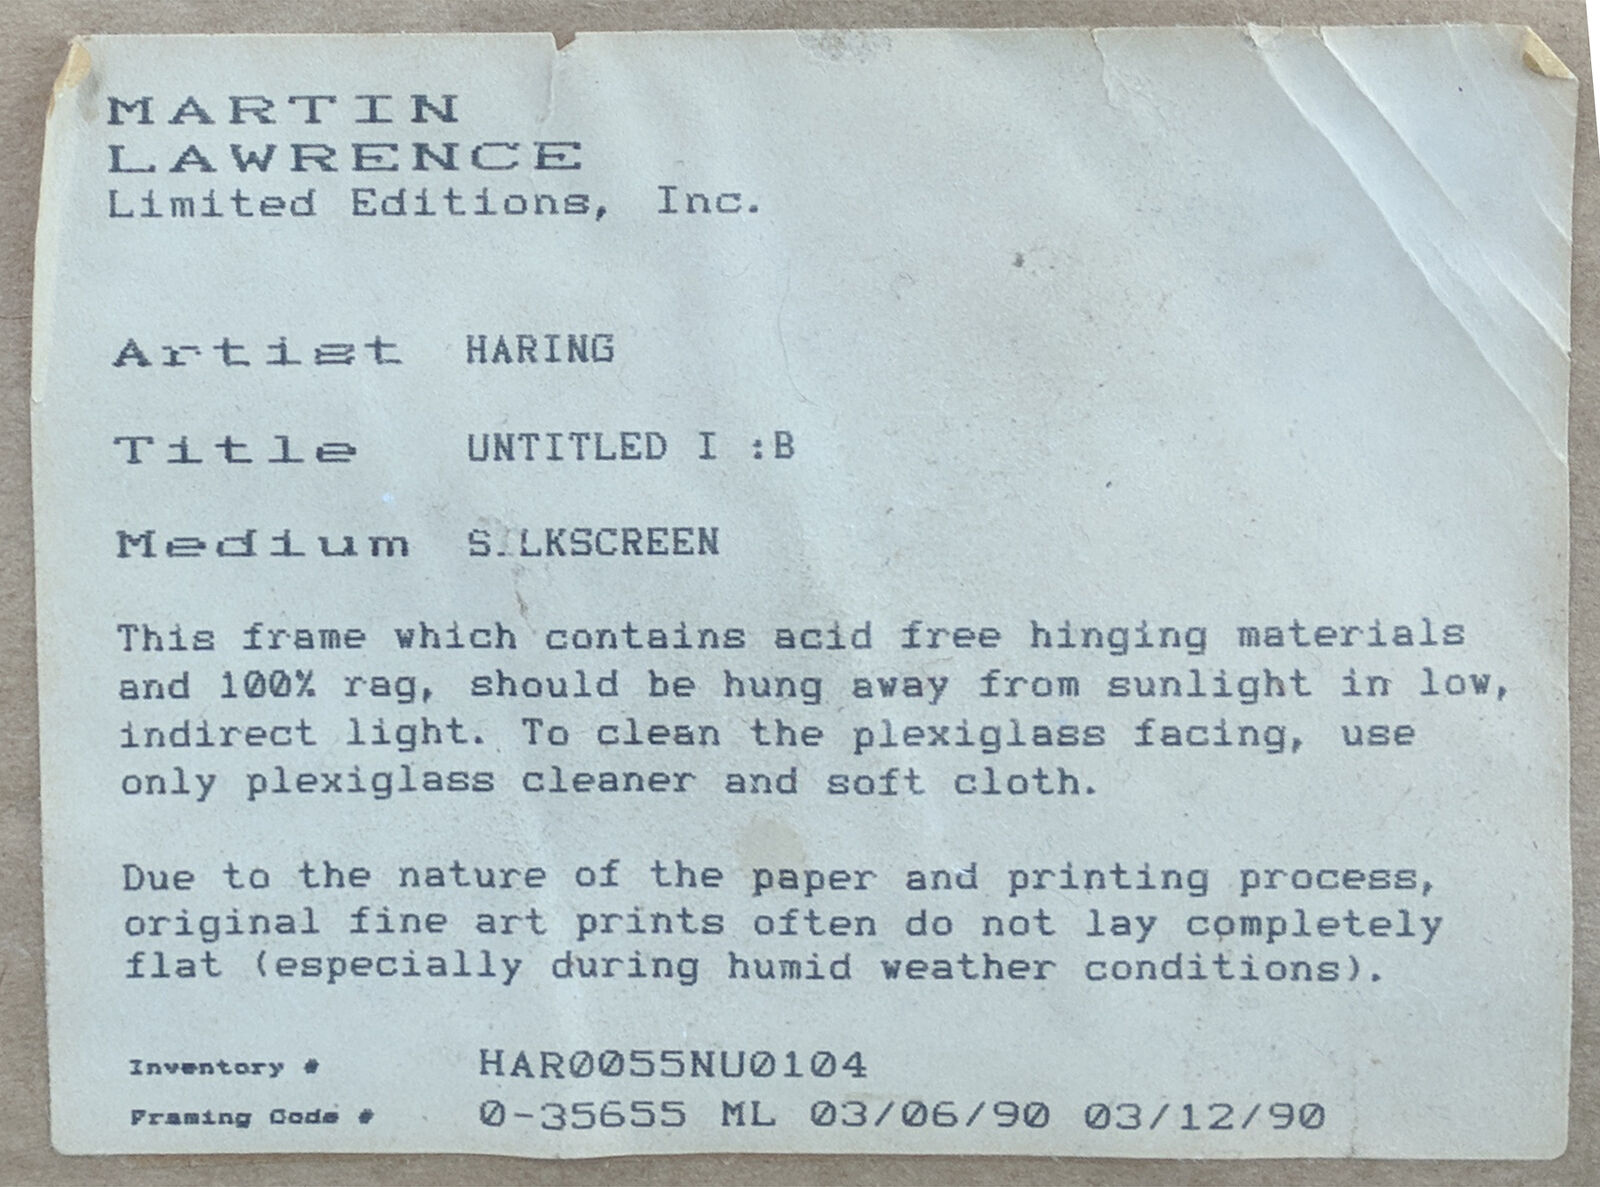 MARTIN
LAWRENCE
Limited Editions, Inc.
Artist HARING
Title UNTITLED I :B
Medium SILKSCREEN
This frame which contains acid free hinging materials
and 100% rag, should be hung away from sunlight in low,
indirect light. To clean the plexiglass facing, use
only plexiglass cleaner and soft cloth.
Due to the nature of the paper and printing process,
original fine art prints often do not lay completely
flat (especially during humid weather conditions).
Inventory # HAR0055NU0104
Framing Code # 0-35655 ML 03/06/90 03/12/90